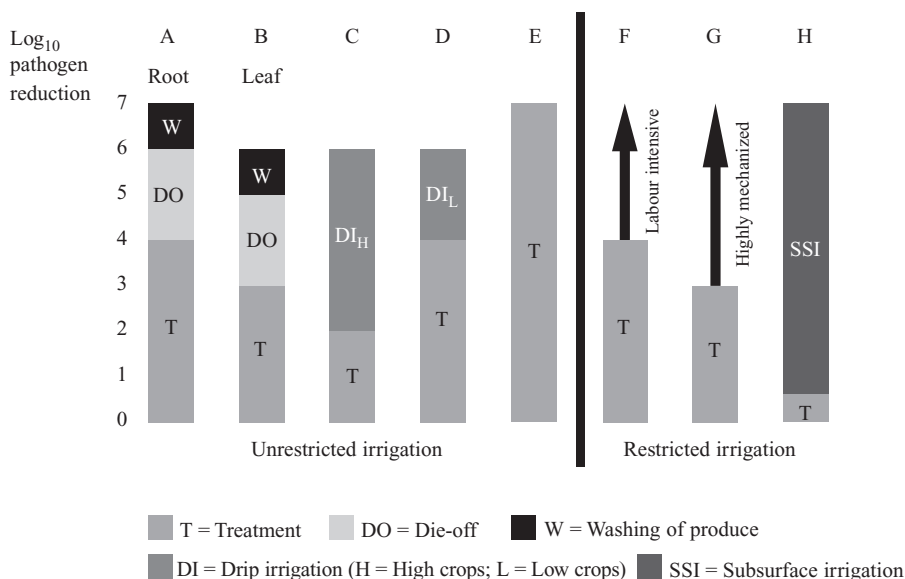 Log10
pathogen
reduction
A B C D E F G H
Root Leaf
7
6
5
4
3
2
1
0
W
DO
T
W
DO
T
DIH
T
DIL
T
T
Labour intensive
T
Highly mechanized
T
SSI
T
Unrestricted irrigation Restricted irrigation
T = Treatment DO = Die-off W = Washing of produce
DI = Drip irrigation (H = High crops; L = Low crops) SSI = Subsurface irrigation